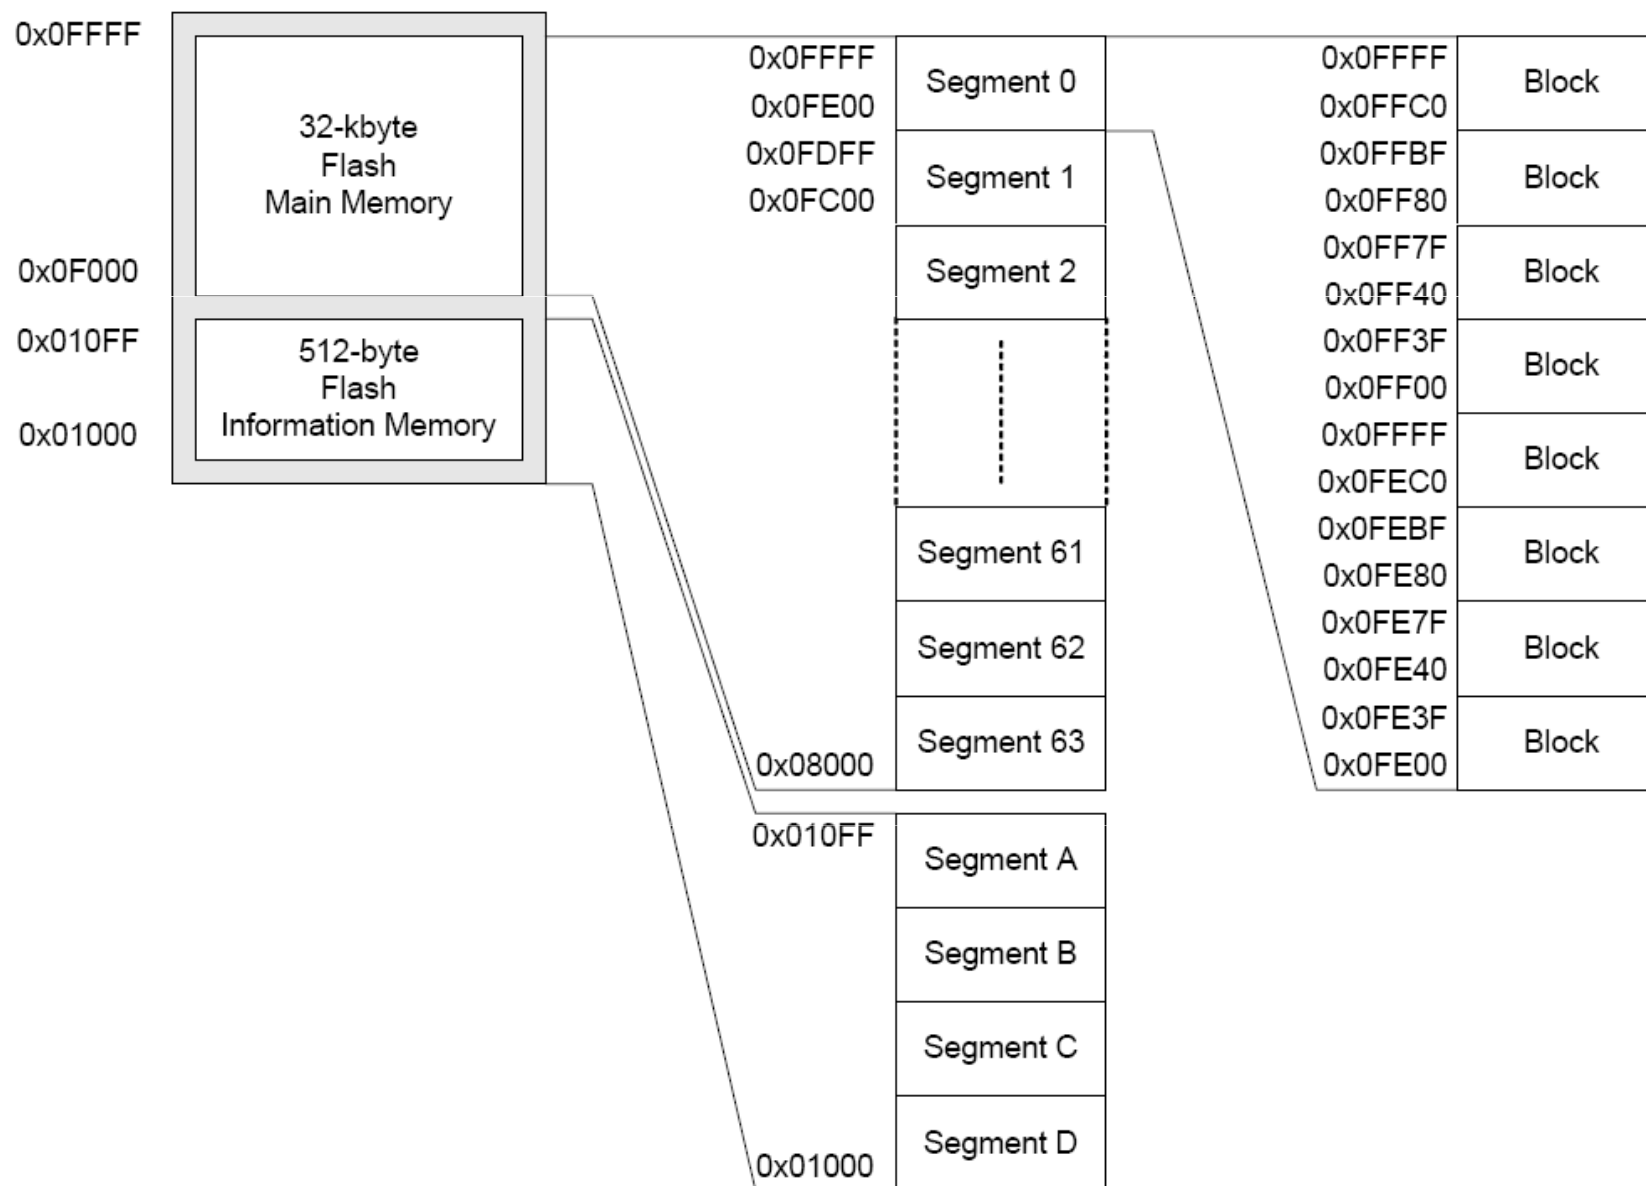 0x0FFFF
32-kbyte
Flash
Main Memory
0x0F000
0x010FF
512-byte
Flash
Information Memory
0x01000
0x0FFFF
Segment 0
0x0FE00
0x0FDFF
Segment 1
0x0FC00
Segment 2
Segment 61
Segment 62
Segment 63
0x08000
0x010FF
Segment A
Segment B
Segment C
Segment D
0x01000
0x0FFFF
Block
0x0FFC0
0x0FFBF
Block
0x0FF80
0x0FF7F
Block
0x0FF40
0x0FF3F
Block
0x0FF00
0x0FFFF
Block
0x0FEC0
0x0FEBF
Block
0x0FE80
0x0FE7F
Block
0x0FE40
0x0FE3F
Block
0x0FE00